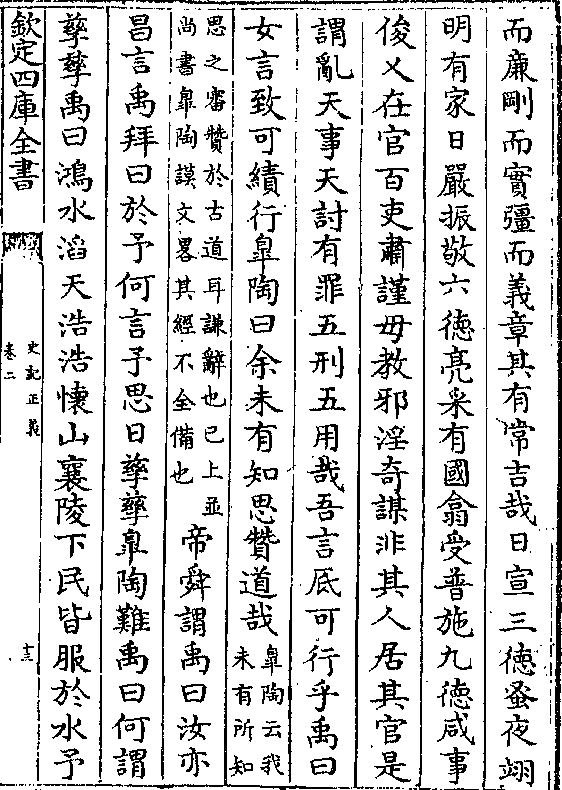 而廉剛而實彊而義章其有常吉哉日宣三德蚤夜翊
明有家日嚴振敬六德亮采有國翕受普施九德咸事
俊乂在官百吏肅謹毋教邪淫奇謀非其人居其官是
謂亂天事天討有罪五刑五用哉吾言厎可行乎禹曰
女言致可績行臯陶曰余未有知思贊道哉
臯陶云我
未有所知
思之審贊於古道耳謙辭也已上並
尚書臯陶謨文畧其經不全備也
帝舜謂禹曰汝亦
昌言禹拜曰於予何言予思日孳孳臯陶難禹曰何謂
孳孳禹曰鴻水滔天浩浩懷山襄陵下民皆服於水予
欽定四庫全書
史記正義
卷二
十三